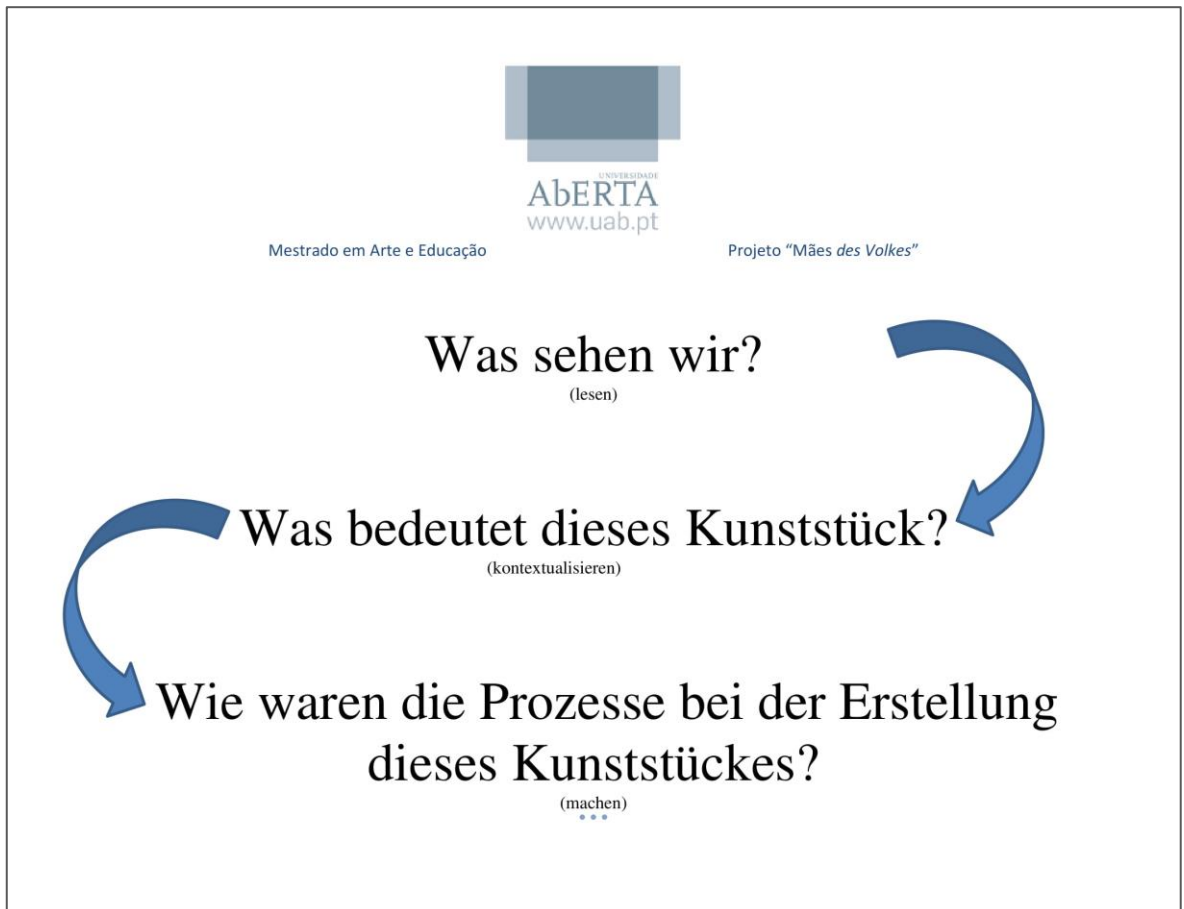 UNIVERSIDADE
AbERTA
www.uab.pt
Mestrado em Arte e Educação
Projeto “Mães des Volkes”
Was sehen wir?
(lesen)
Was bedeutet dieses Kunststück?
(kontextualisieren)
Wie waren die Prozesse bei der Erstellung
dieses Kunststückes?
(machen)